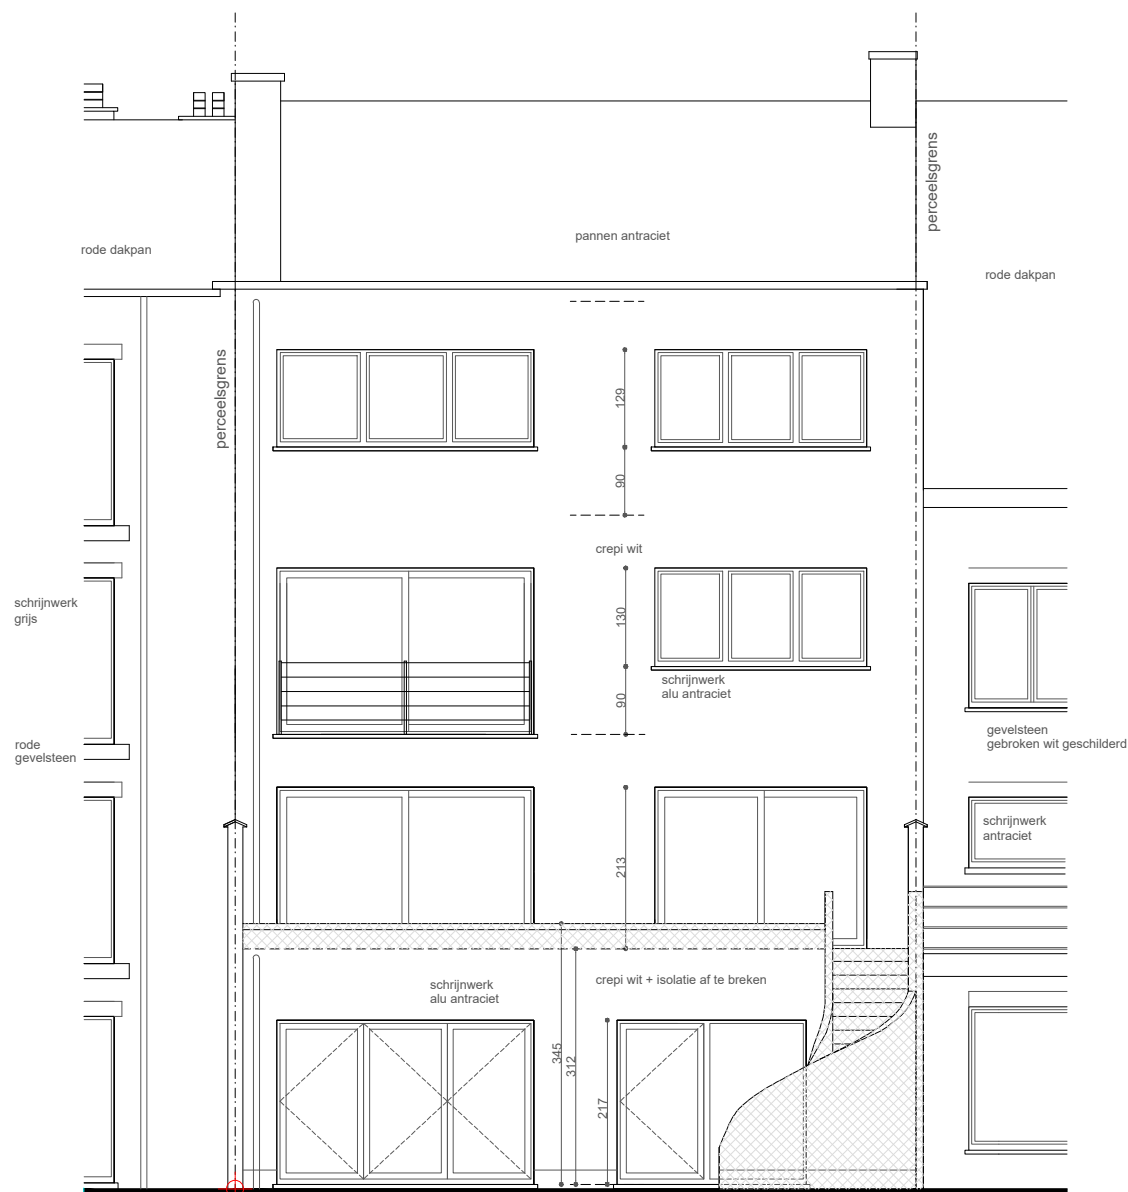 perceelsgrens
pannen antraciet
rode dakpan
rode dakpan
perceelsgrens
129
90
crepi wit
schrijnwerk
grijs
130
schrijnwerk
alu antraciet
90
rode
gevelsteen
gevelsteen
gebroken wit geschilderd
schrijnwerk
antraciet
213
schrijnwerk
alu antraciet
crepi wit + isolatie af te breken
345
312
217